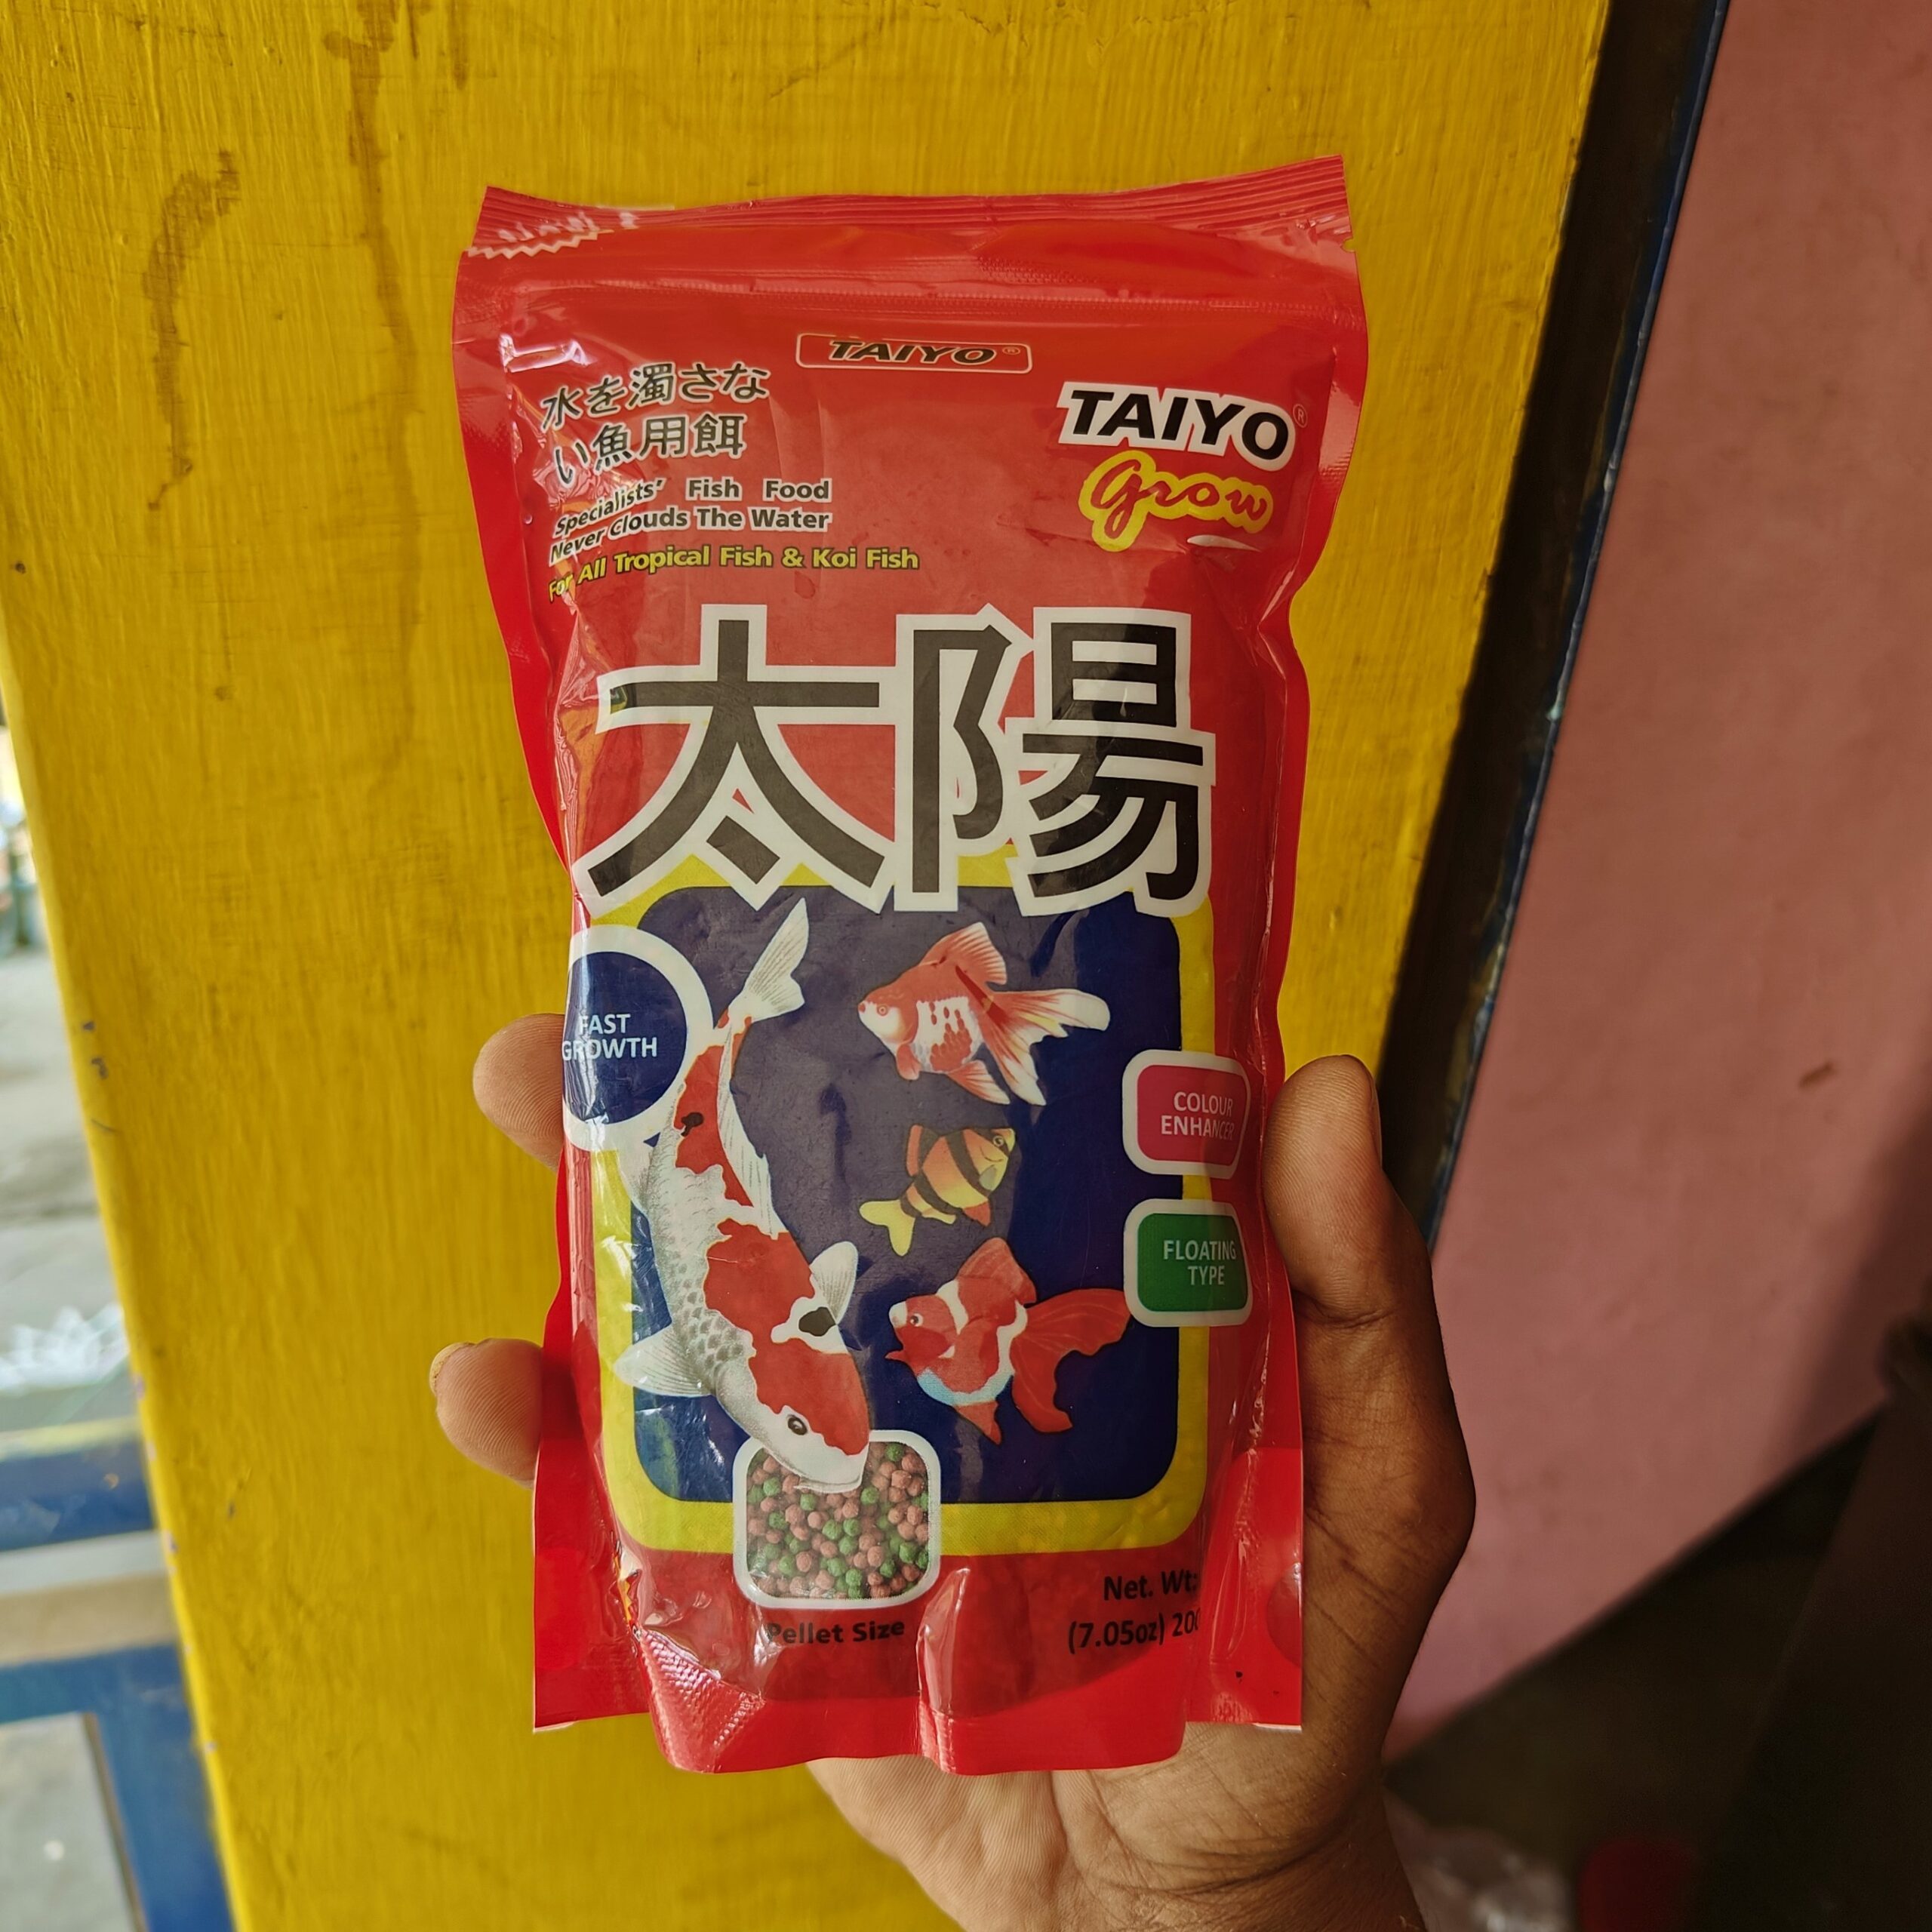 TAIYO®
水を濁さな
い魚用餌
Specialists' Fish Food
Never Clouds The Water
For All Tropical Fish & Koi Fish
TAIYO®
Grow
太陽
FAST
GROWTH
COLOUR
ENHANCER
FLOATING
TYPE
Pellet Size
Net. Wt:
(7.05oz) 200